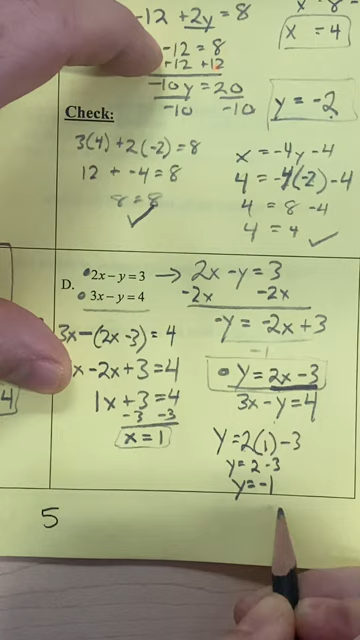 -12 + 2y = 8
-12 = 8
+12 +12
-10y = 20
-10 -10
x = 4
y = -2
Check:
3(4) + 2(-2) = 8
12 + -4 = 8
8 = 8 ✓
x = -4y - 4
4 = -4(-2) - 4
4 = 8 - 4
4 = 4 ✓
D. 2x - y = 3 → 2x - y = 3
3x - y = 4
-2x -2x
-y = -2x + 3
-1
y = 2x - 3
3x - y = 4
3x - (2x - 3) = 4
x - 2x + 3 = 4
1x + 3 = 4
-3 -3
x = 1
y = 2(1) - 3
y = 2 - 3
y = -1
5
4